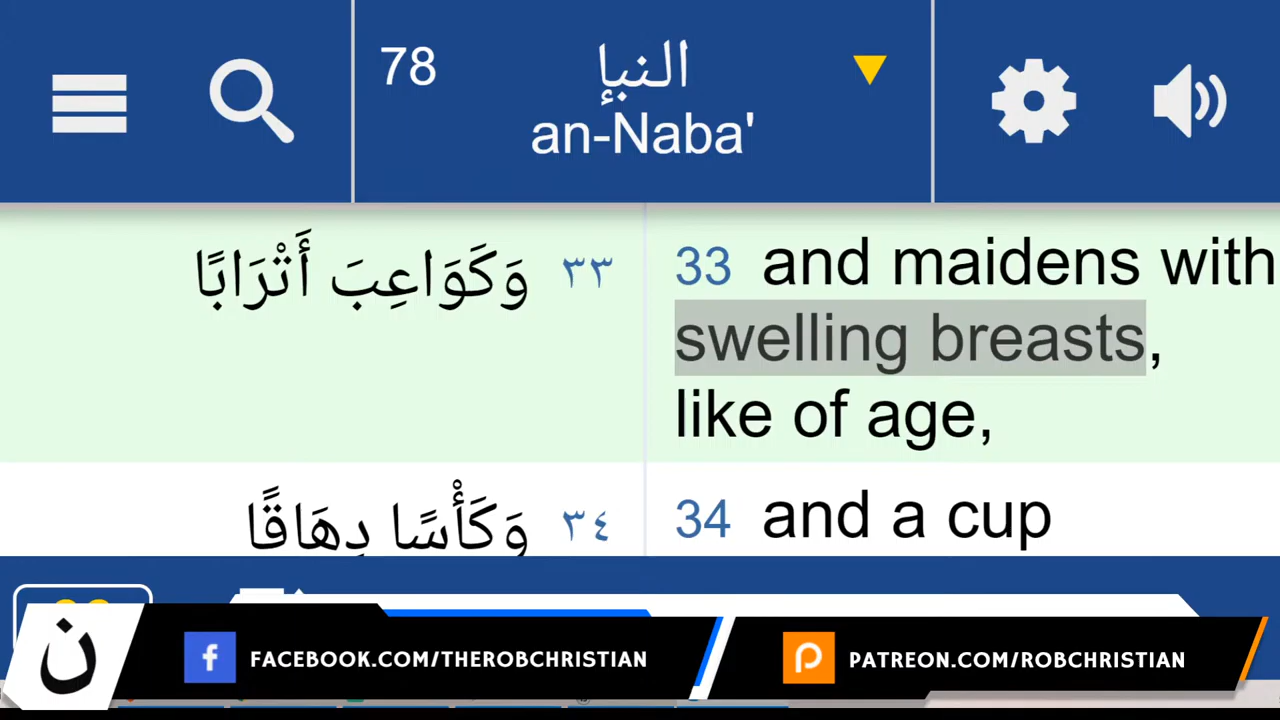 78
النبإ
an-Naba'
وَكَوَاعِبَ أَتْرَابًا ٣٣
33 and maidens with
swelling breasts,
like of age,
وَكَأْسًا دِهَاقًا ٣٤
34 and a cup
ن
FACEBOOK.COM/THEROBCHRISTIAN
PATREON.COM/ROBCHRISTIAN